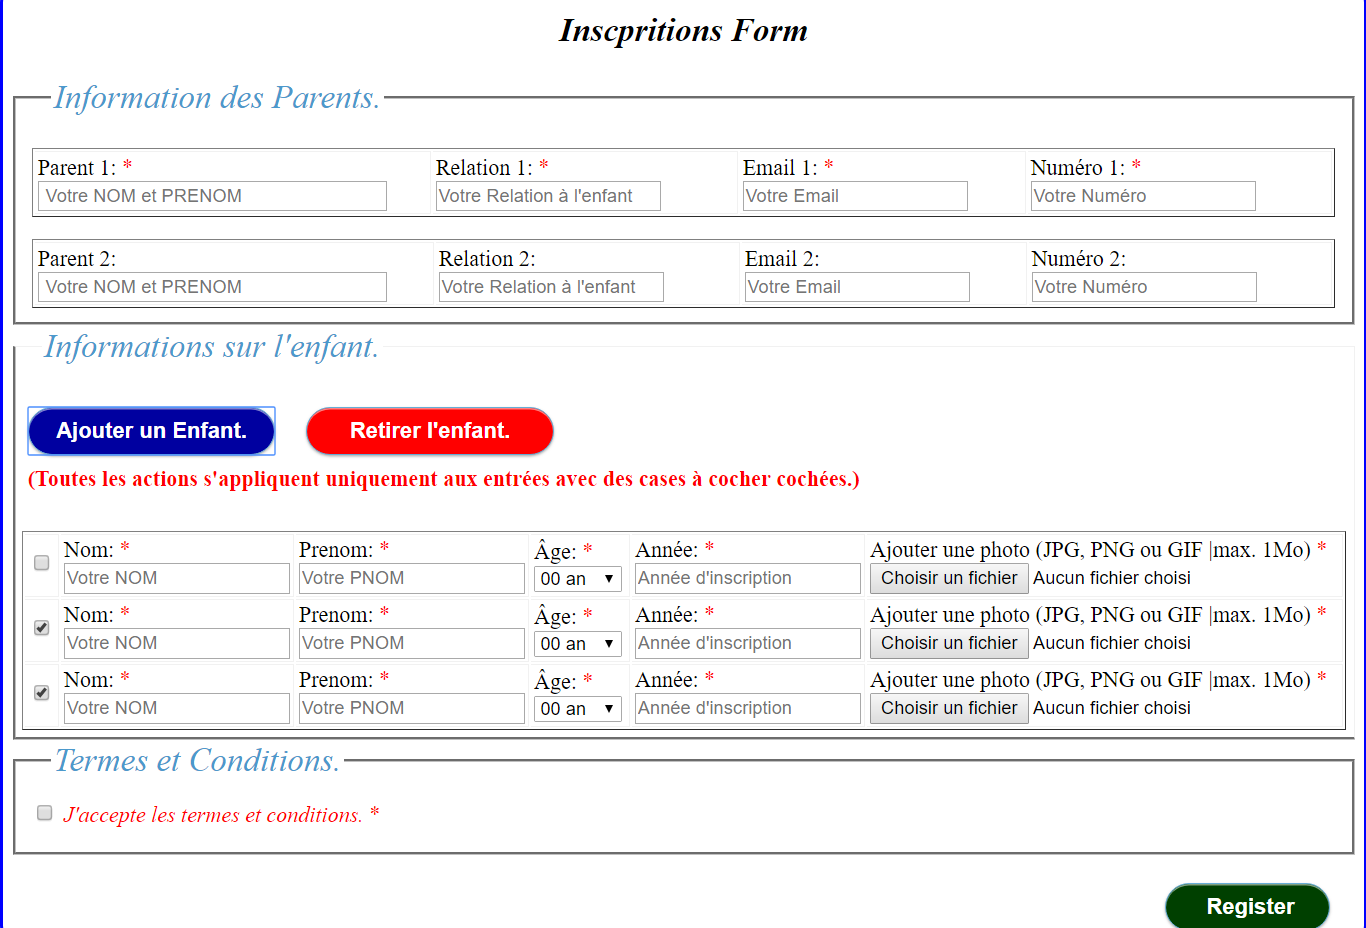 Inscpritions Form
Information des Parents.
Parent 1: * Relation 1: * Email 1: * Numéro 1: *
Votre NOM et PRENOM Votre Relation à l'enfant Votre Email Votre Numéro
Parent 2: Relation 2: Email 2: Numéro 2:
Votre NOM et PRENOM Votre Relation à l'enfant Votre Email Votre Numéro
Informations sur l'enfant.
Ajouter un Enfant. Retirer l'enfant.
(Toutes les actions s'appliquent uniquement aux entrées avec des cases à cocher cochées.)
Nom: * Prenom: * Âge: * Année: * Ajouter une photo (JPG, PNG ou GIF |max. 1Mo) *
Votre NOM Votre PNOM 00 an Année d'inscription Choisir un fichier Aucun fichier choisi
Nom: * Prenom: * Âge: * Année: * Ajouter une photo (JPG, PNG ou GIF |max. 1Mo) *
Votre NOM Votre PNOM 00 an Année d'inscription Choisir un fichier Aucun fichier choisi
Nom: * Prenom: * Âge: * Année: * Ajouter une photo (JPG, PNG ou GIF |max. 1Mo) *
Votre NOM Votre PNOM 00 an Année d'inscription Choisir un fichier Aucun fichier choisi
Termes et Conditions.
J'accepte les termes et conditions. *
Register